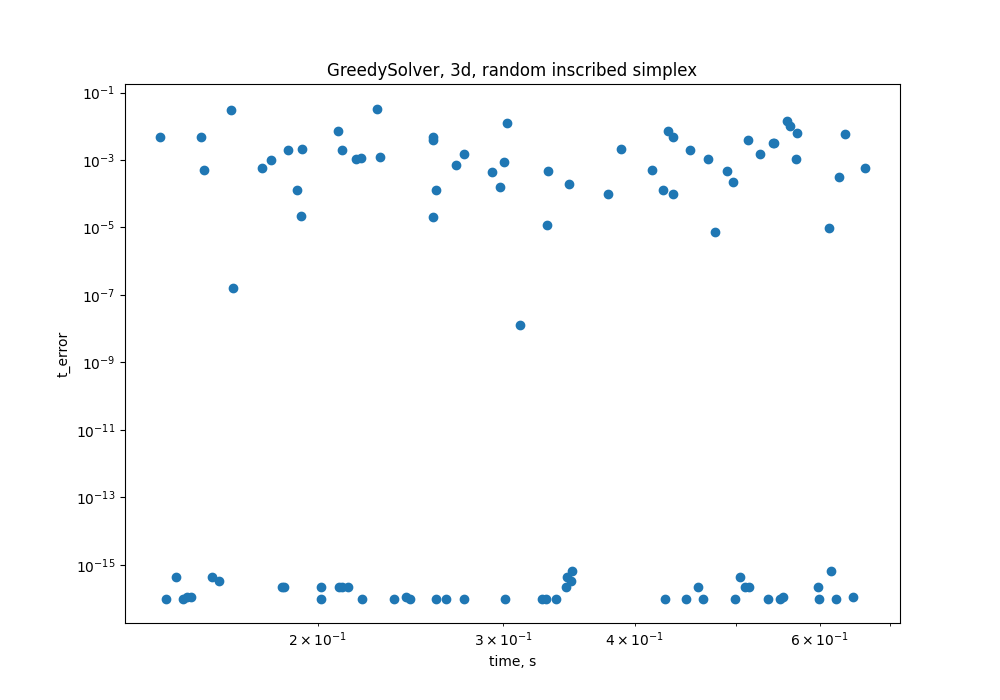 GreedySolver, 3d, random inscribed simplex
10⁻¹
10⁻³
10⁻⁵
10⁻⁷
10⁻⁹
10⁻¹¹
10⁻¹³
10⁻¹⁵
t_error
2 × 10⁻¹ 3 × 10⁻¹ 4 × 10⁻¹ 6 × 10⁻¹
time, s